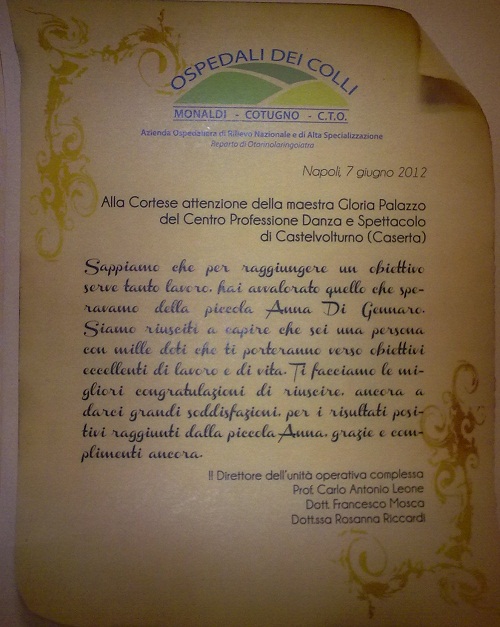 OSPEDALI DEI COLLI
MONALDI - COTUGNO - C.T.O.
Azienda Ospedaliera di Rilievo Nazionale e di Alta Specializzazione
Reparto di Otorinolaringoiatra
Napoli, 7 giugno 2012
Alla Cortese attenzione della maestra Gloria Palazzo
del Centro Professione Danza e Spettacolo
di Castelvolturno (Caserta)
Sappiamo che per raggiungere un obiettivo
serve tanto lavoro, hai avvalorato quello che spe-
ravamo della piccola Anna Di Gennaro.
Siamo riusciti a capire che sei una persona
con mille doti che ti porteranno verso obiettivi
eccellenti di lavoro e di vita. Ti facciamo le mi-
gliori congratulazioni di riuscire, ancora a
darci grandi soddisfazioni, per i risultati posi-
tivi raggiunti dalla piccola Anna, grazie e com-
plimenti ancora.
Il Direttore dell'unità operativa complessa
Prof. Carlo Antonio Leone
Dott. Francesco Mosca
Dott.ssa Rosanna Riccardi